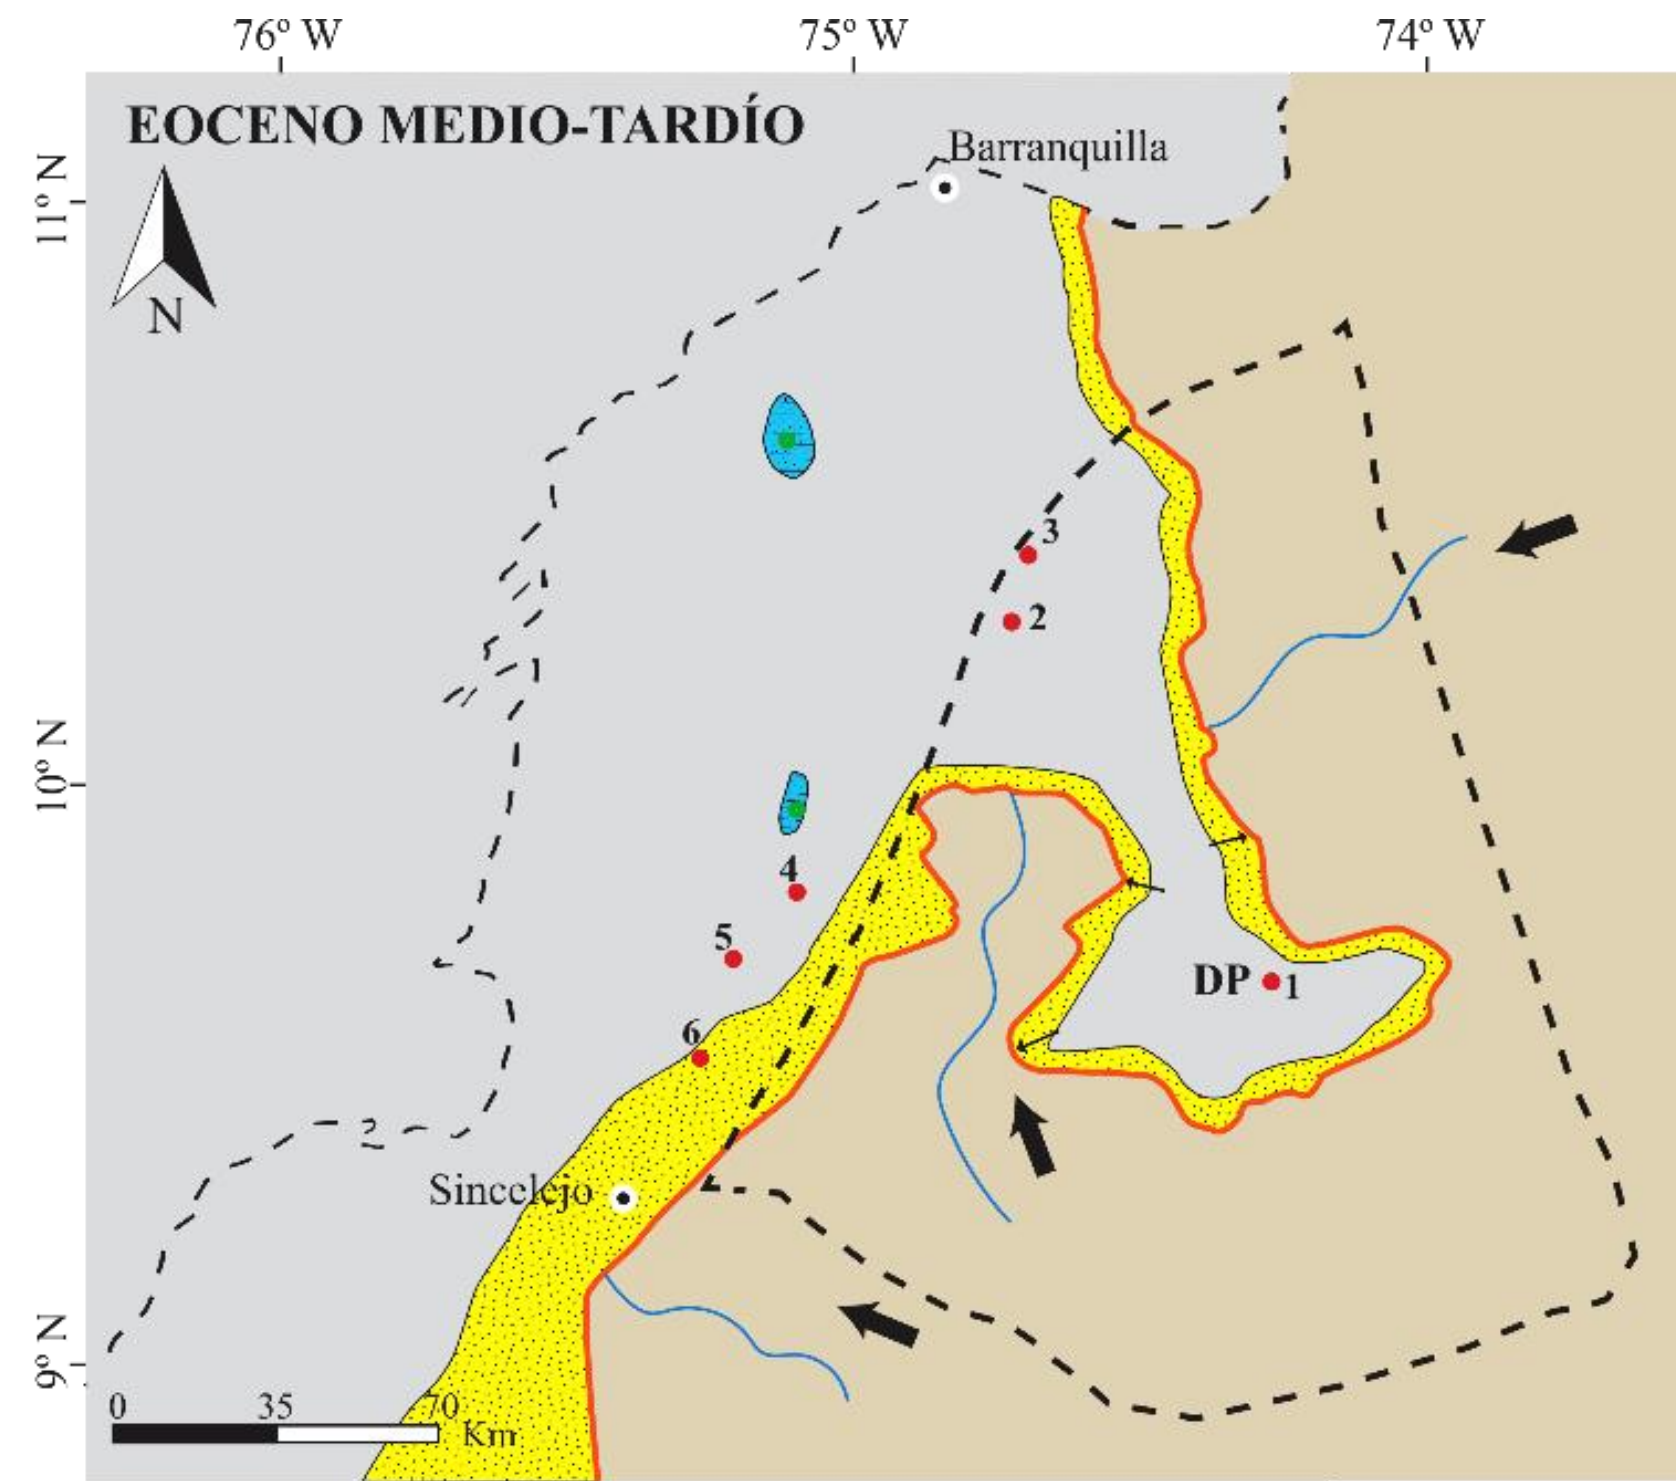 76º W 75º W 74º W
EOCENO MEDIO-TARDÍO
Barranquilla
11º N
N
3
2
10º N
4
5
DP 1
6
Sincelejo
9º N
0 35 70
Km